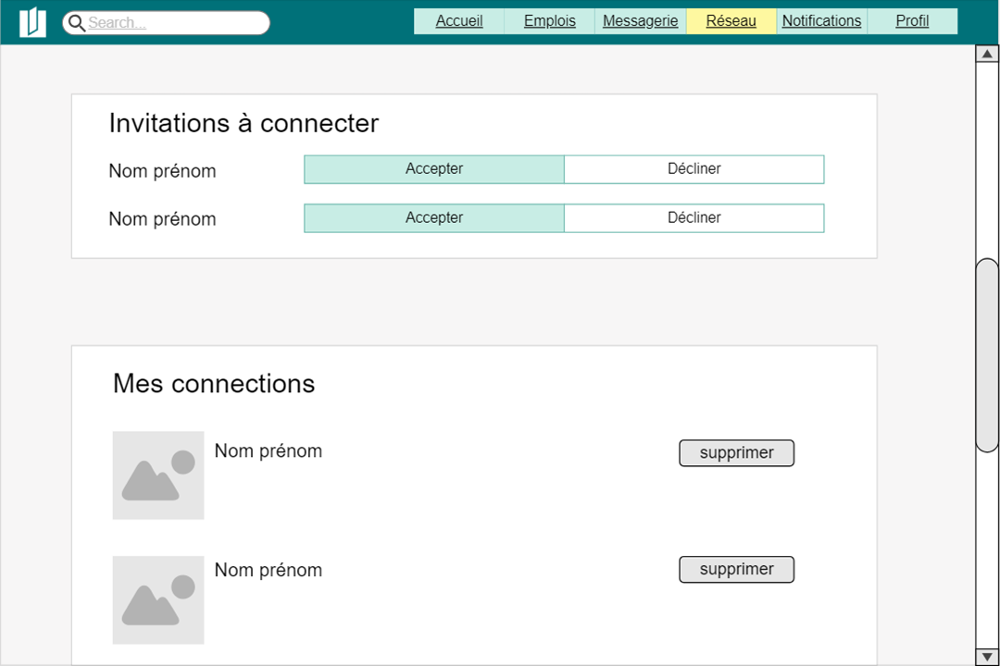 Search...
Accueil
Emplois
Messagerie
Réseau
Notifications
Profil
Invitations à connecter
Nom prénom
Accepter
Décliner
Nom prénom
Accepter
Décliner
Mes connections
Nom prénom
supprimer
Nom prénom
supprimer